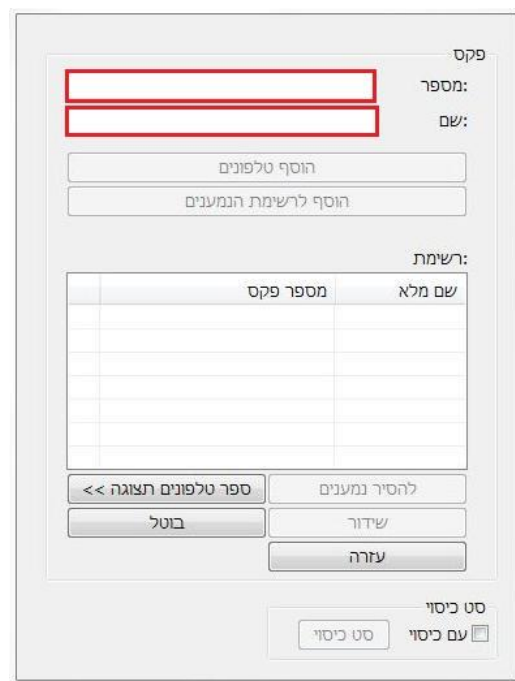 פקס
מספר:
שם:
הוסף טלפונים
הוסף לרשימת הנמענים
רשימת:
שם מלא מספר פקס
להסיר נמענים ספר טלפונים תצוגה >>
שידור בוטל
עזרה
סט כיסוי
עם כיסוי סט כיסוי